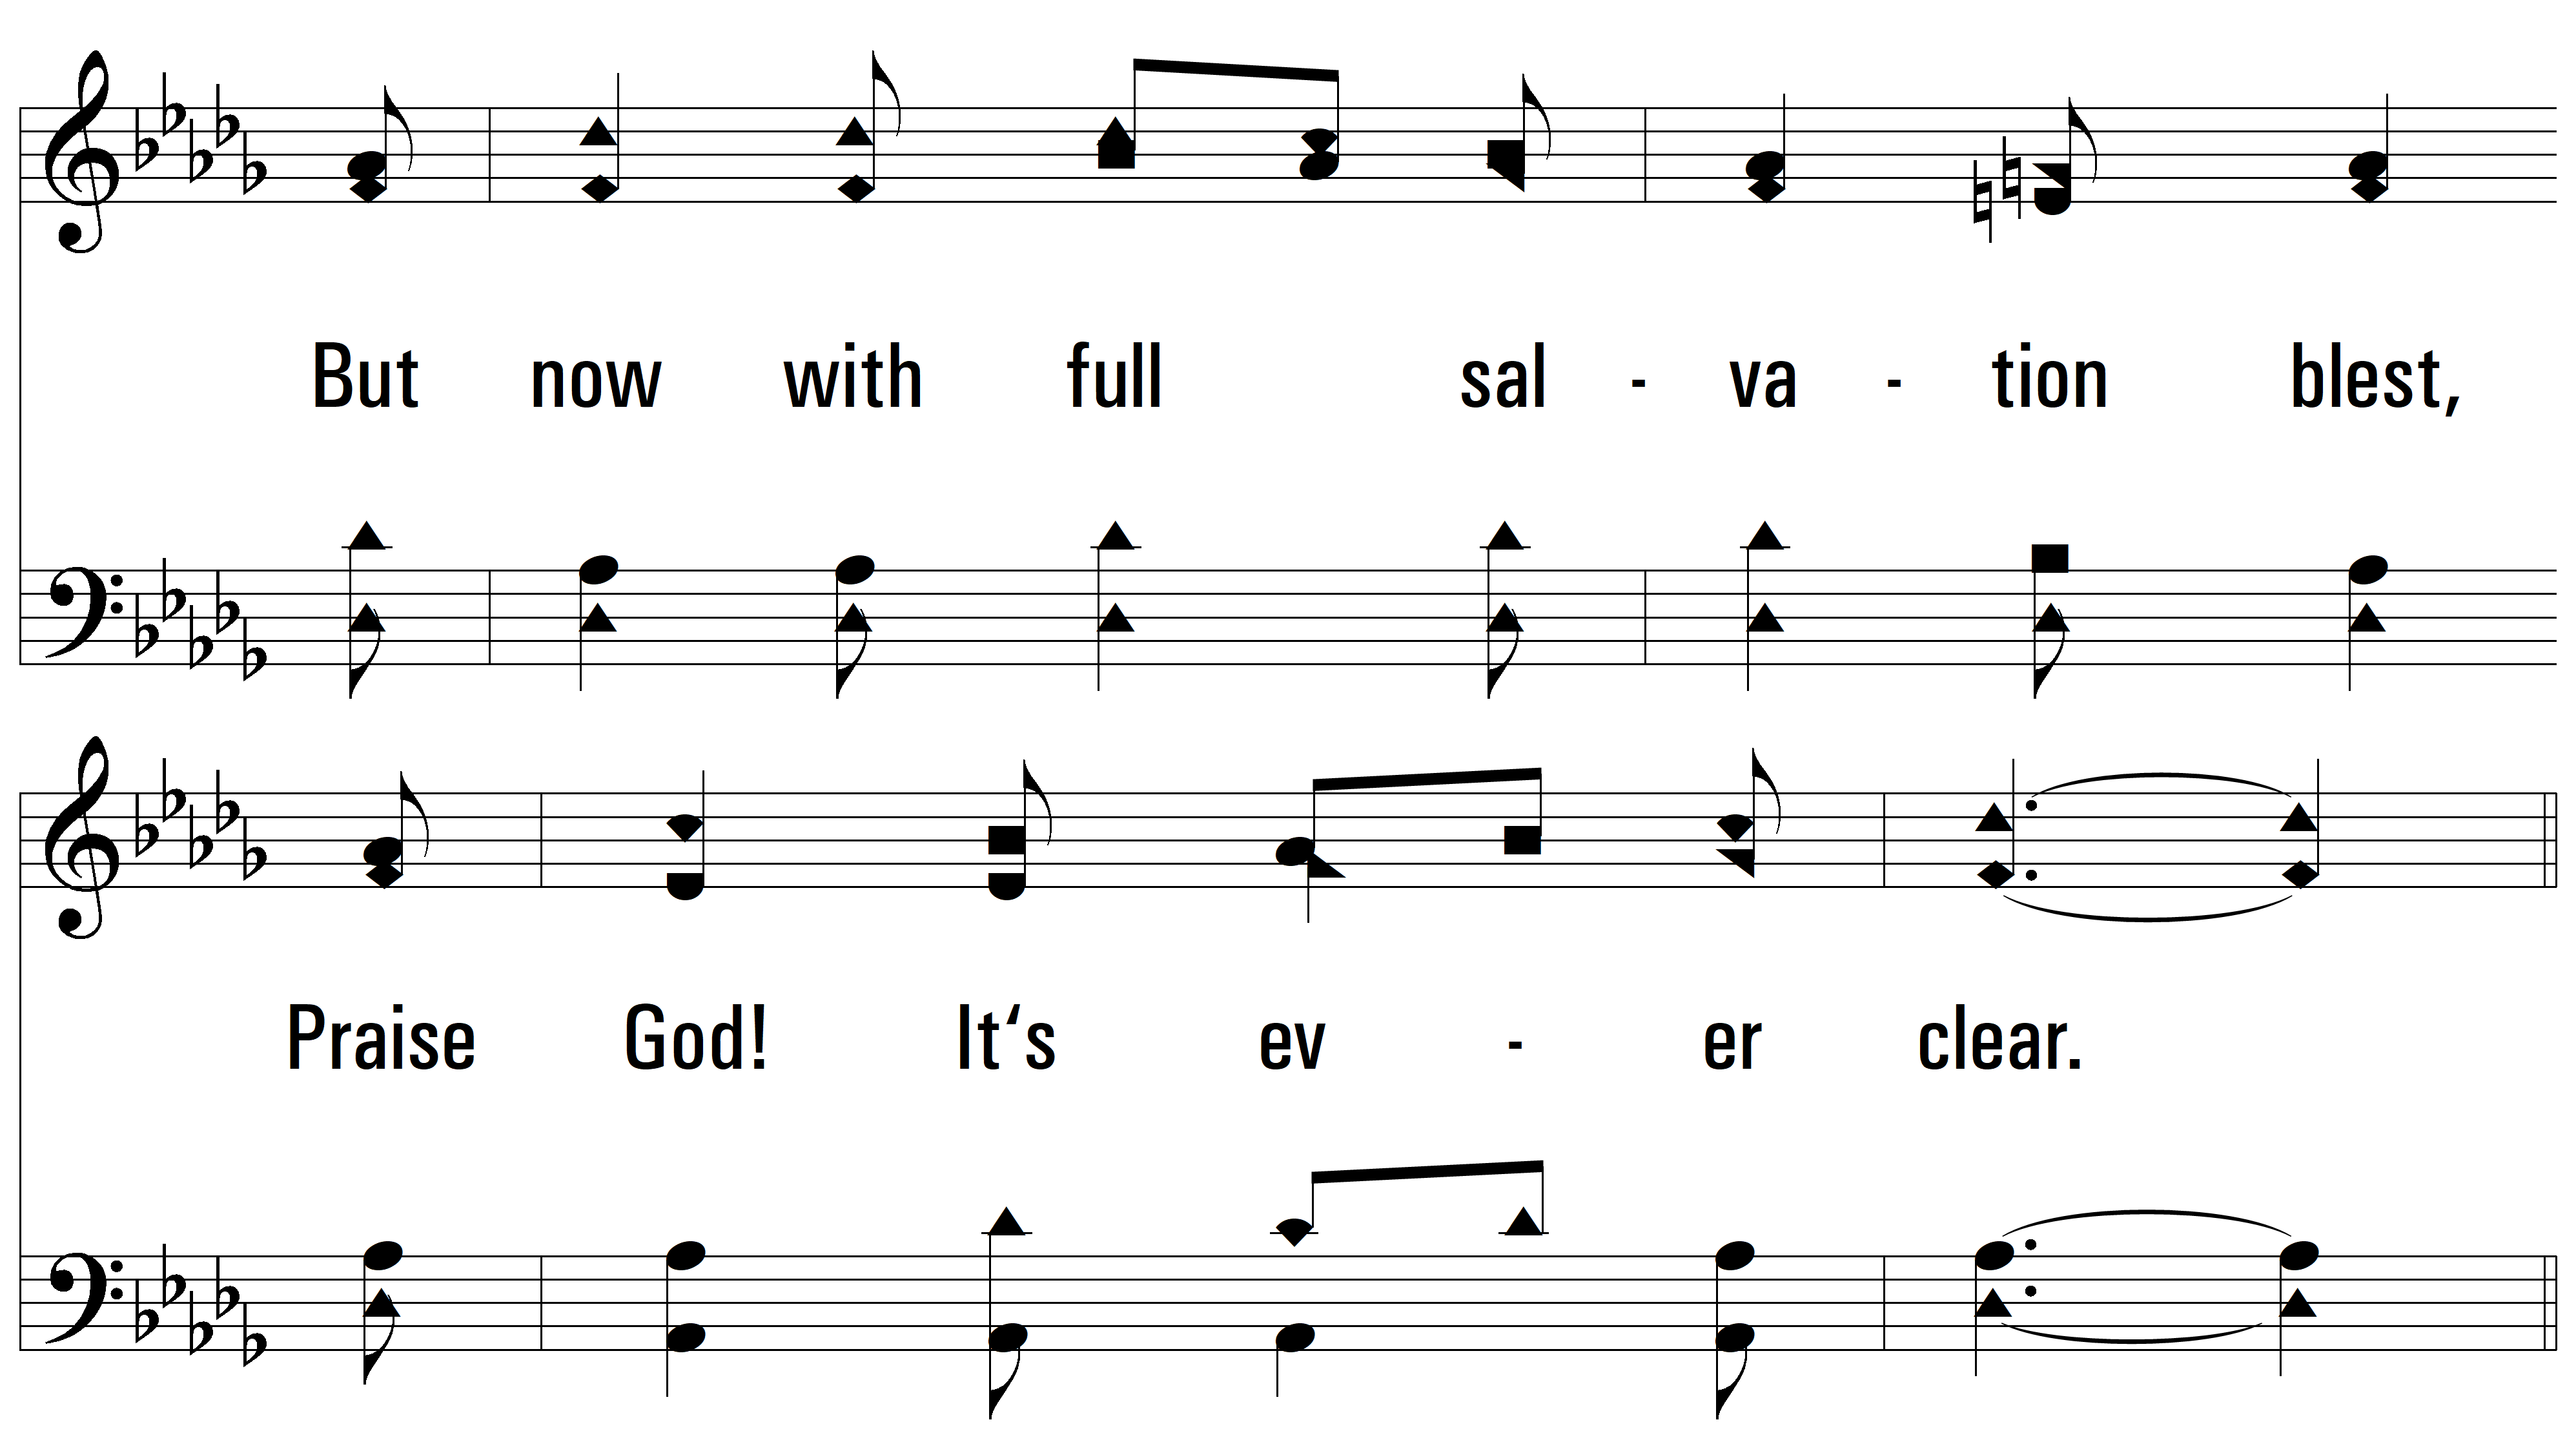 But now with full sal - va - tion blest,
Praise God! It‘s ev - er clear.